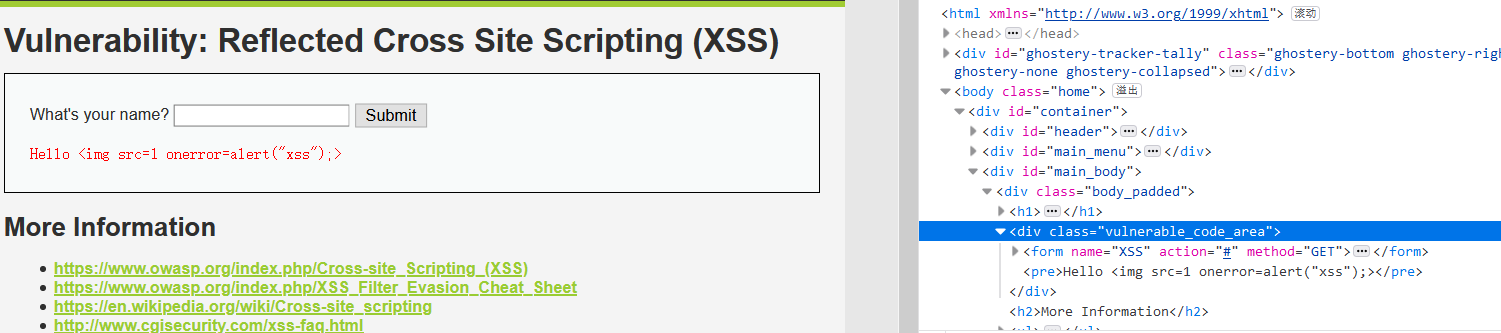 Vulnerability: Reflected Cross Site Scripting (XSS)
What's your name? Submit
Hello <img src=1 onerror=alert("xss");>
More Information
https://www.owasp.org/index.php/Cross-site_Scripting_(XSS)
https://www.owasp.org/index.php/XSS_Filter_Evasion_Cheat_Sheet
https://en.wikipedia.org/wiki/Cross-site_scripting
http://www.cgisecurity.com/xss-faq.html
<html xmlns="http://www.w3.org/1999/xhtml"> 滚动
<head> ••• </head>
<div id="ghostery-tracker-tally" class="ghostery-bottom ghostery-righ
ghostery-none ghostery-collapsed"> ••• </div>
<body class="home"> 溢出
<div id="container">
<div id="header"> ••• </div>
<div id="main_menu"> ••• </div>
<div id="main_body">
<div class="body_padded">
<h1> ••• </h1>
<div class="vulnerable_code_area">
<form name="XSS" action="#" method="GET"> ••• </form>
<pre>Hello <img src=1 onerror=alert("xss");></pre>
</div>
<h2>More Information</h2>